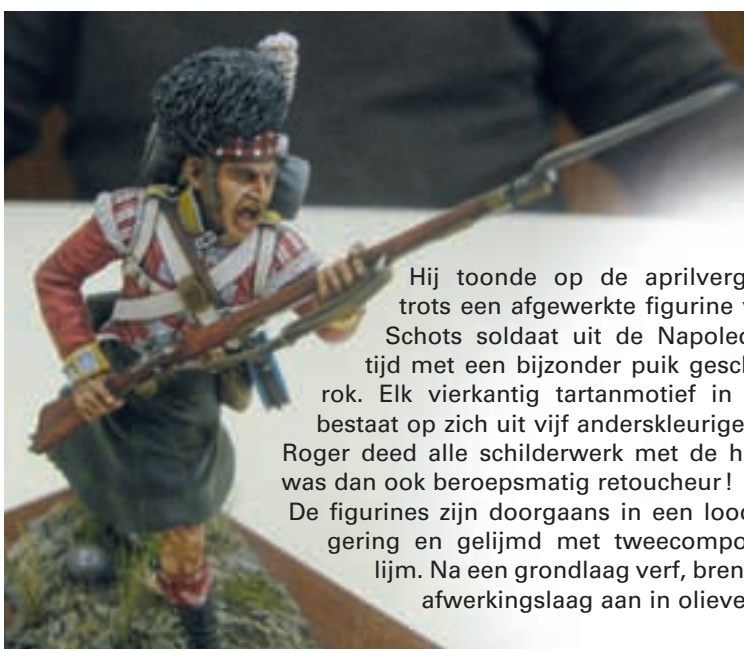 Hij toonde op de aprilverg
trots een afgewerkte figurine
Schots soldaat uit de Napoleo
tijd met een bijzonder puik gesch
rok. Elk vierkantig tartanmotief in
bestaat op zich uit vijf anderskleurige
Roger deed alle schilderwerk met de h
was dan ook beroepsmatig retoucheur!
De figurines zijn doorgaans in een lood
gering en gelijmd met tweecompo
lijm. Na een grondlaag verf, bren
afwerkingslaag aan in olieve